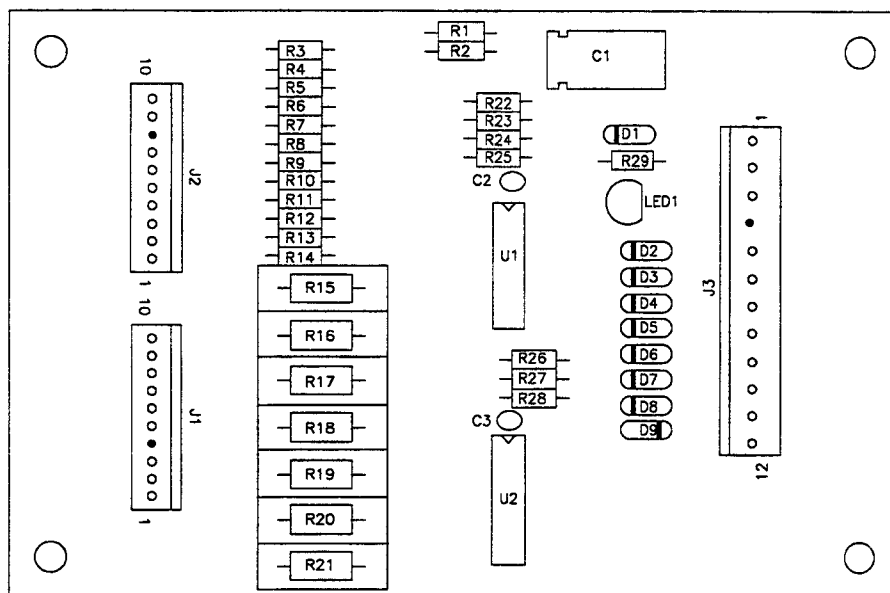 R1
R2
R3
R4
R5
R6
R7
R8
R9
R10
R11
R12
R13
R14
R15
R16
R17
R18
R19
R20
R21
10
J2
1
10
J1
1
C1
R22
R23
R24
R25
C2
U1
R26
R27
R28
C3
U2
D1
R29
LED1
D2
D3
D4
D5
D6
D7
D8
D9
1
J3
12